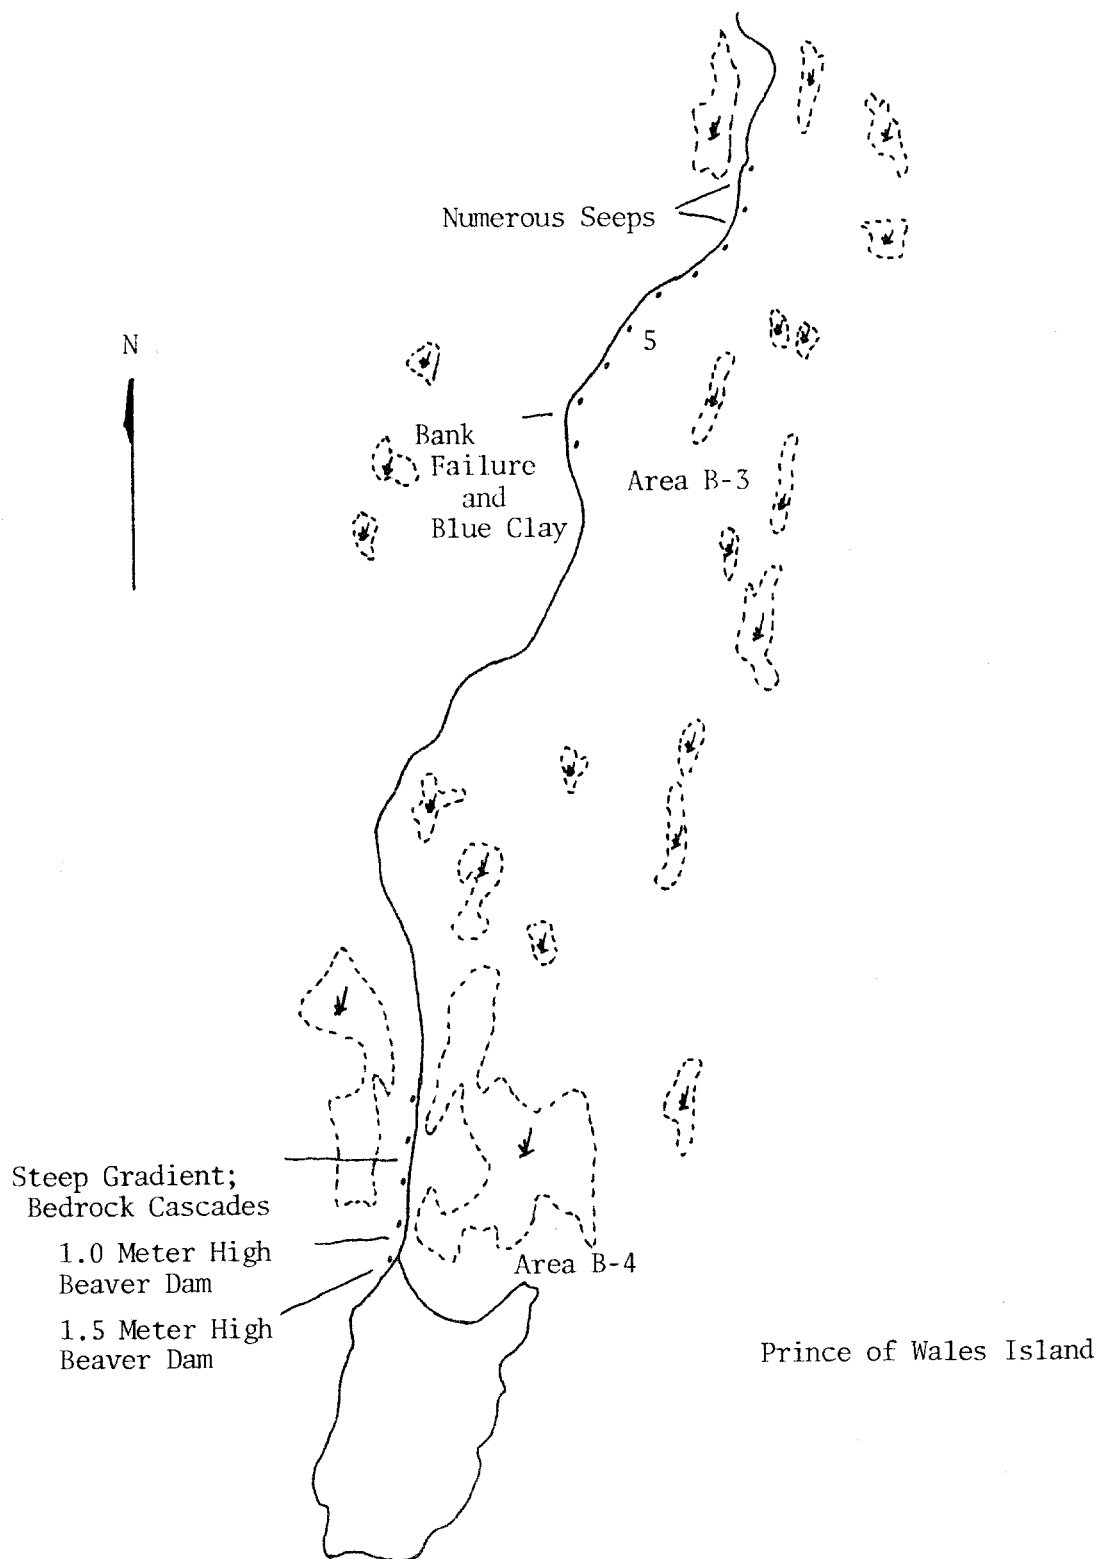 Numerous Seeps
5
N
Bank
Failure
and
Blue Clay
Area B-3
Steep Gradient;
Bedrock Cascades
1.0 Meter High
Beaver Dam
Area B-4
1.5 Meter High
Beaver Dam
Prince of Wales Island